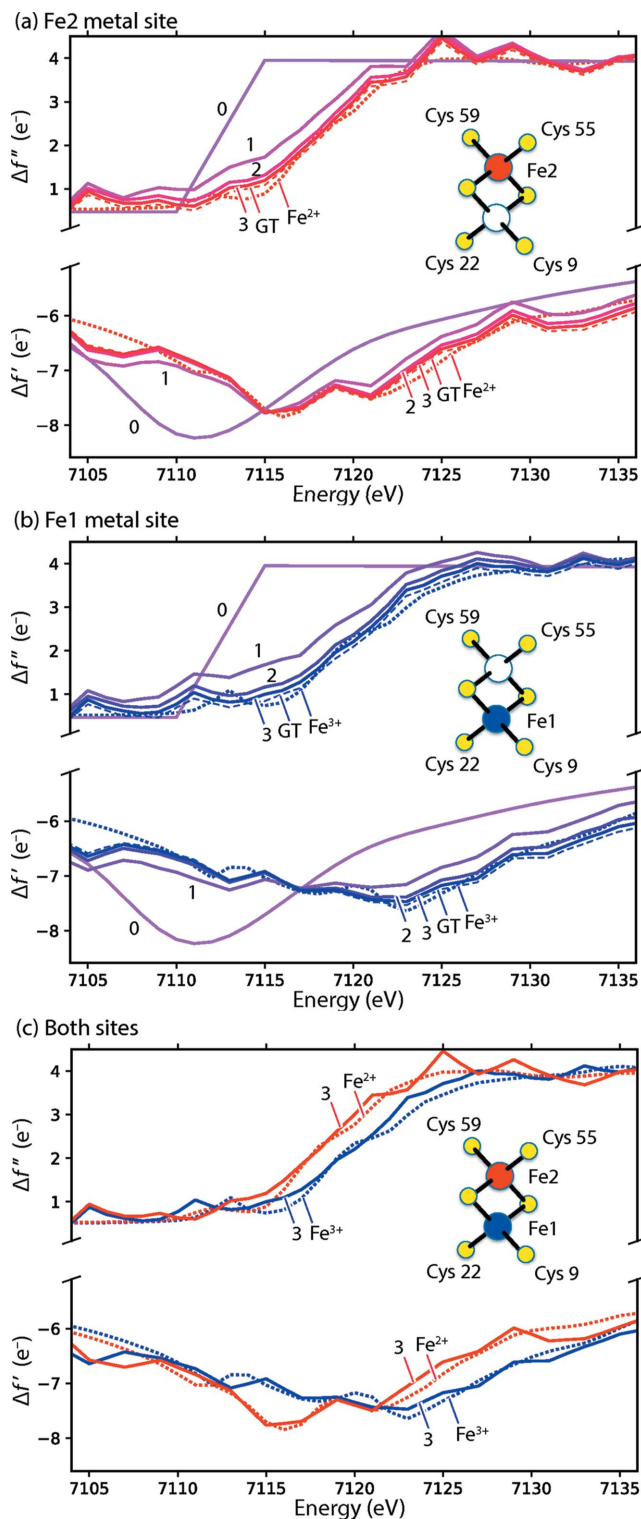 (a) Fe2 metal site
4
3
2
1
Δf″ (e⁻)
0
1
2
3 GT Fe²⁺
Cys 59
Cys 55
Fe2
Cys 22
Cys 9
-6
-7
-8
Δf′ (e⁻)
1
0
2 3 GT Fe²⁺
7105 7110 7115 7120 7125 7130 7135
Energy (eV)
(b) Fe1 metal site
4
3
2
1
Δf″ (e⁻)
0
1
2
3 GT Fe³⁺
Cys 59
Cys 55
Fe1
Cys 22
Cys 9
-6
-7
-8
Δf′ (e⁻)
1
0
2 3 GT Fe³⁺
7105 7110 7115 7120 7125 7130 7135
Energy (eV)
(c) Both sites
4
3
2
1
Δf″ (e⁻)
3 Fe²⁺
3 Fe³⁺
Cys 59
Cys 55
Fe2
Fe1
Cys 22
Cys 9
-6
-7
-8
Δf′ (e⁻)
3 Fe²⁺
3 Fe³⁺
7105 7110 7115 7120 7125 7130 7135
Energy (eV)